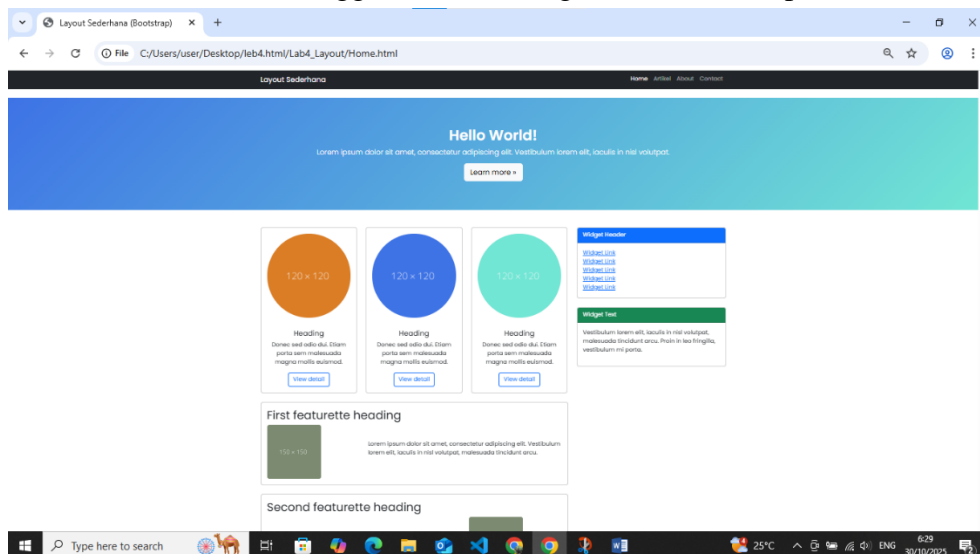 Layout Sederhana (Bootstrap)
File C:/Users/user/Desktop/leb4.html/Lab4_Layout/Home.html
Layout Sederhana
Home Artikel About Contact
Hello World!
Lorem ipsum dolor sit amet, consectetur adipiscing elit. Vestibulum lorem elit, iaculis in nisl volutpat.
Learn more »
120 × 120
120 × 120
120 × 120
Heading
Donec sed odio dui. Etiam
porta sem malesuada
magna mollis euismod.
View detail
Heading
Donec sed odio dui. Etiam
porta sem malesuada
magna mollis euismod.
View detail
Heading
Donec sed odio dui. Etiam
porta sem malesuada
magna mollis euismod.
View detail
Widget Header
Widget Link
Widget Link
Widget Link
Widget Link
Widget Link
Widget Text
Vestibulum lorem elit, iaculis in nisl volutpat,
malesuada tincidunt arcu. Proin in leo fringilla,
vestibulum mi porta.
First featurette heading
150 × 150
Lorem ipsum dolor sit amet, consectetur adipiscing elit. Vestibulum
lorem elit, iaculis in nisl volutpat, malesuada tincidunt arcu.
Second featurette heading
Type here to search
25°C
ENG
6:29
30/10/2025